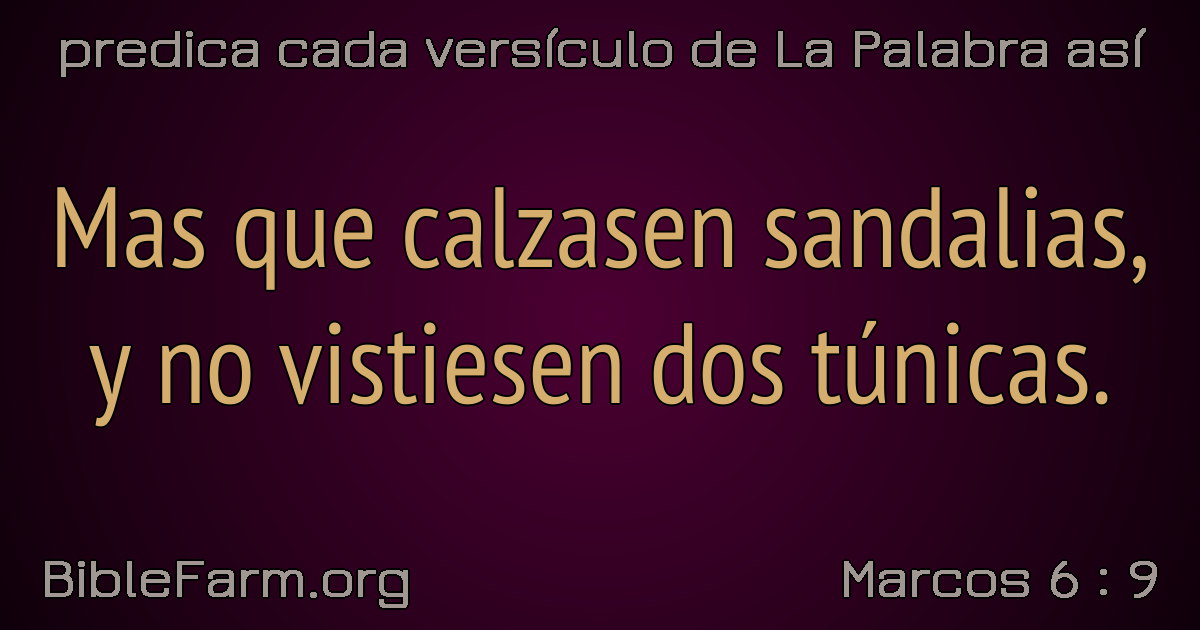 predica cada versículo de La Palabra así
Mas que calzasen sandalias,
y no vistiesen dos túnicas.
BibleFarm.org
Marcos 6 : 9